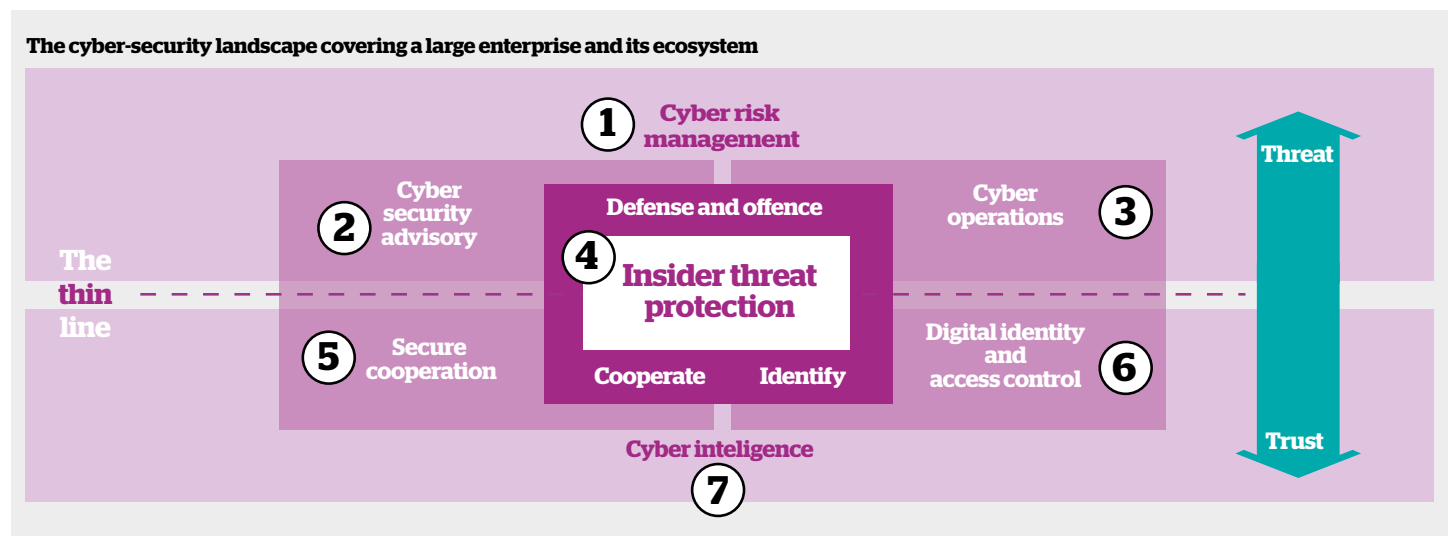 The cyber-security landscape covering a large enterprise and its ecosystem
1
Cyber risk
management
Threat
2
Cyber
security
advisory
Defense and offence
Cyber
operations
3
4
Insider threat
protection
The
thin
line
5
Secure
cooperation
Cooperate
Identify
Digital identity
and
access control
6
Cyber inteligence
7
Trust